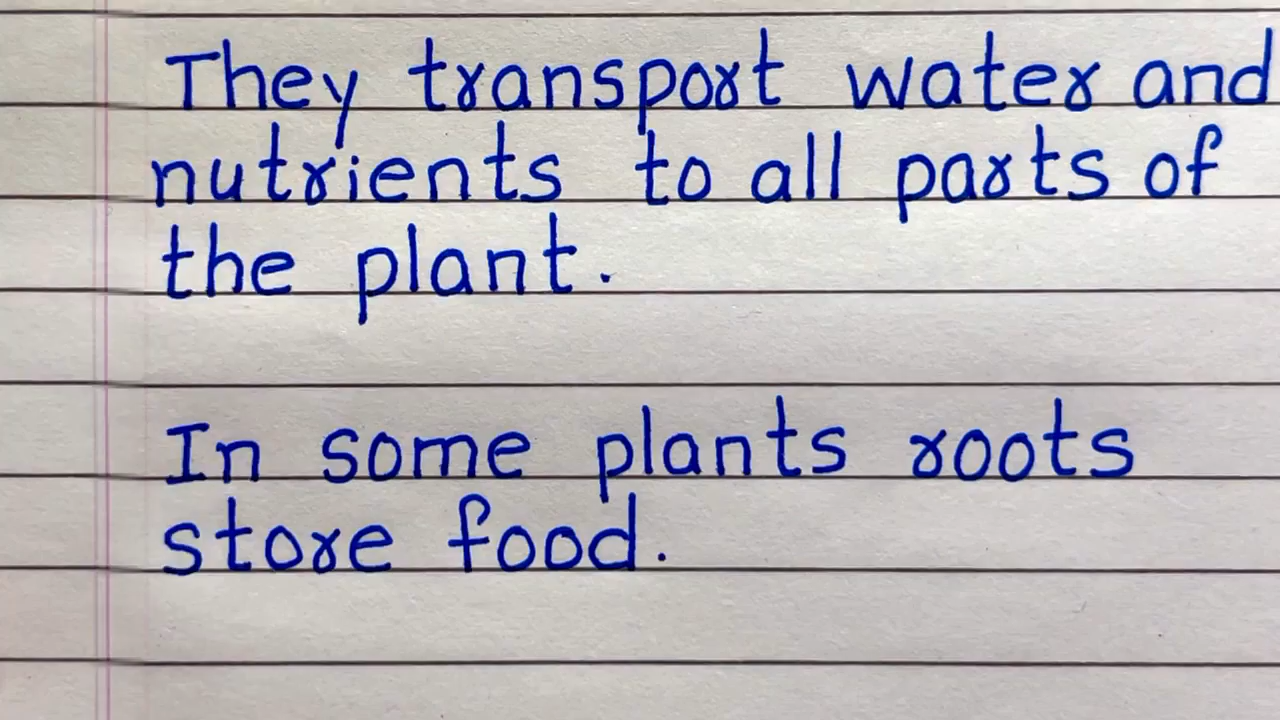 They transport water and
nutrients to all parts of
the plant.
In some plants roots
store food.